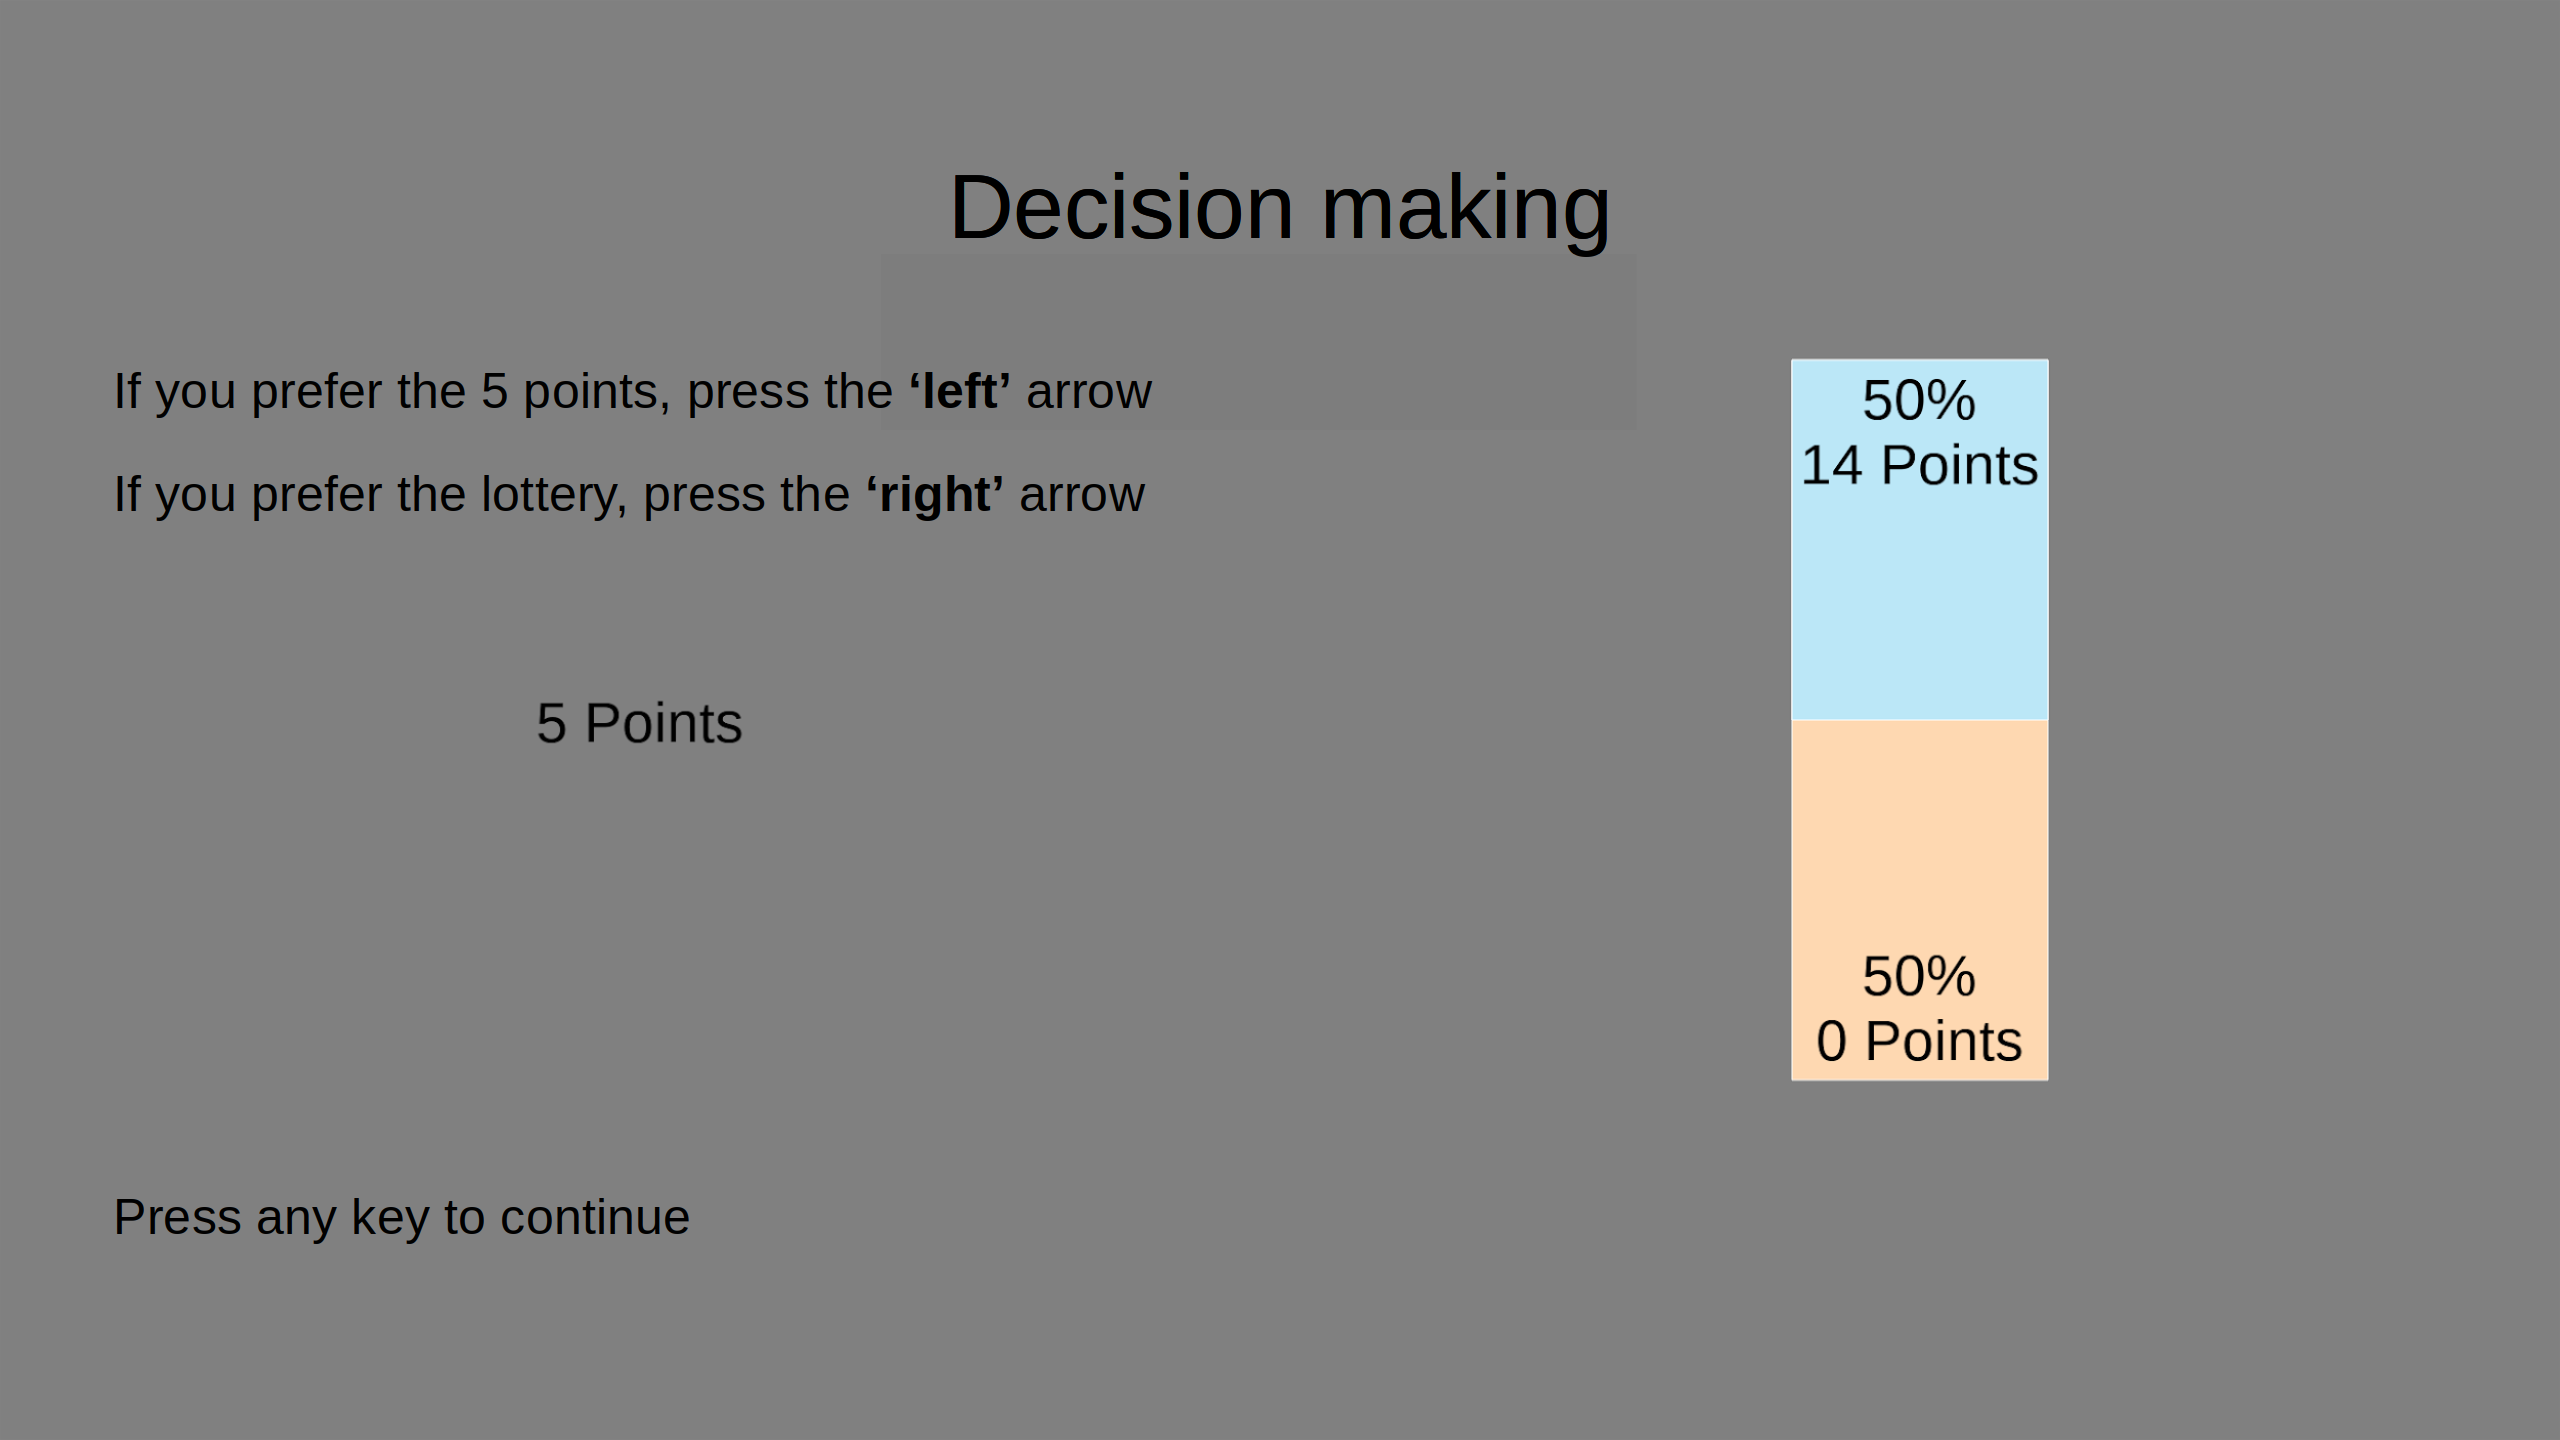 Decision making
If you prefer the 5 points, press the ‘left’ arrow
If you prefer the lottery, press the ‘right’ arrow
5 Points
50%
14 Points
50%
0 Points
Press any key to continue